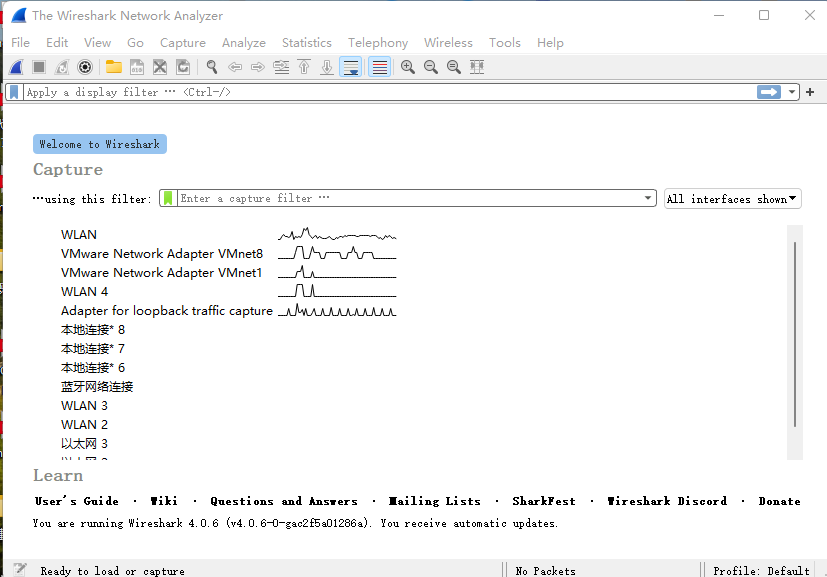 The Wireshark Network Analyzer
File Edit View Go Capture Analyze Statistics Telephony Wireless Tools Help
Apply a display filter ··· <Ctrl-/>
Welcome to Wireshark
Capture
···using this filter: Enter a capture filter ··· All interfaces shown
WLAN
VMware Network Adapter VMnet8
VMware Network Adapter VMnet1
WLAN 4
Adapter for loopback traffic capture
本地连接* 8
本地连接* 7
本地连接* 6
蓝牙网络连接
WLAN 3
WLAN 2
以太网 3
Learn
User's Guide · Wiki · Questions and Answers · Mailing Lists · SharkFest · Wireshark Discord · Donate
You are running Wireshark 4.0.6 (v4.0.6-0-gac2f5a01286a). You receive automatic updates.
Ready to load or capture No Packets Profile: Default